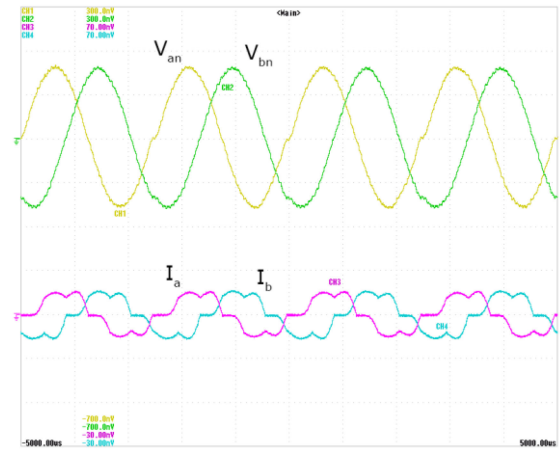 CH1 300.0mV <Main>
CH2 300.0mV
CH3 70.00mV
CH4 70.00mV
Van Vbn
CH2
CH1
Ia Ib CH3
CH4
-700.0mV
-700.0mV
-30.00mV
-30.00mV
-5000.00us 5000.00us